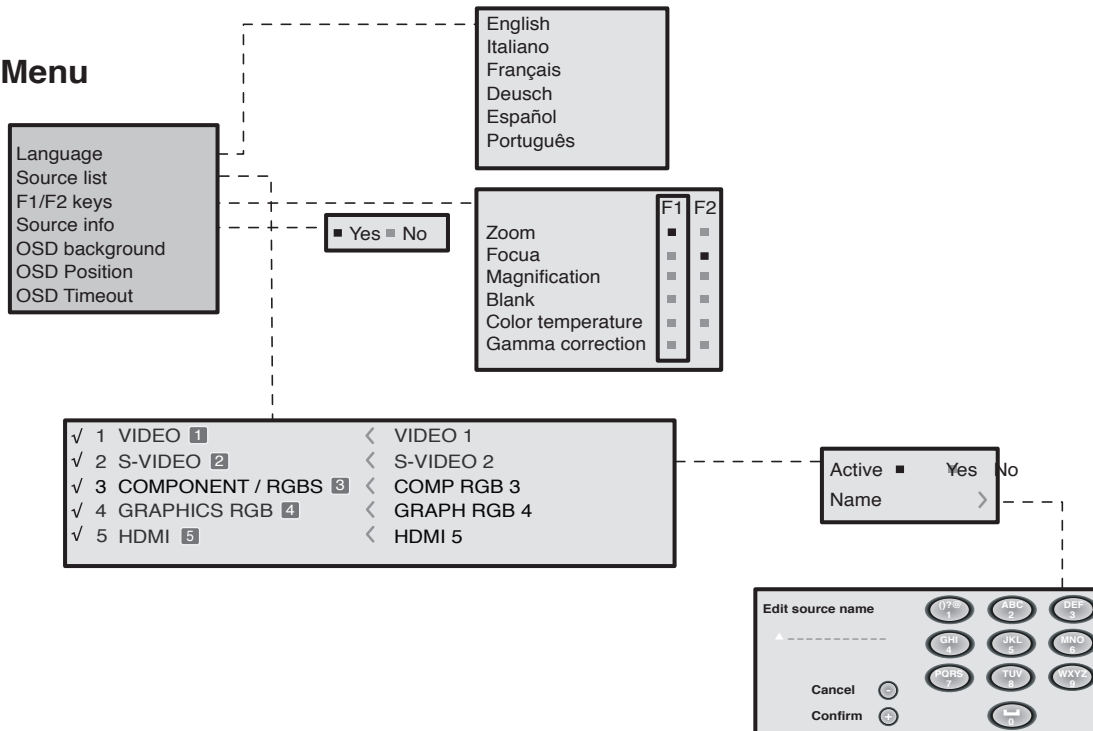 Menu
Language
Source list
F1/F2 keys
Source info
OSD background
OSD Position
OSD Timeout
English
Italiano
Français
Deusch
Español
Português
Yes No
F1 F2
Zoom
Focua
Magnification
Blank
Color temperature
Gamma correction
√ 1 VIDEO 1 < VIDEO 1
√ 2 S-VIDEO 2 < S-VIDEO 2
√ 3 COMPONENT / RGBS 3 < COMP RGB 3
√ 4 GRAPHICS RGB 4 < GRAPH RGB 4
√ 5 HDMI 5 < HDMI 5
Active Yes No
Name >
Edit source name
()?@ ABC DEF
1 2 3
GHI JKL MNO
4 5 6
PQRS TUV WXYZ
7 8 9
Cancel -
Confirm +
0